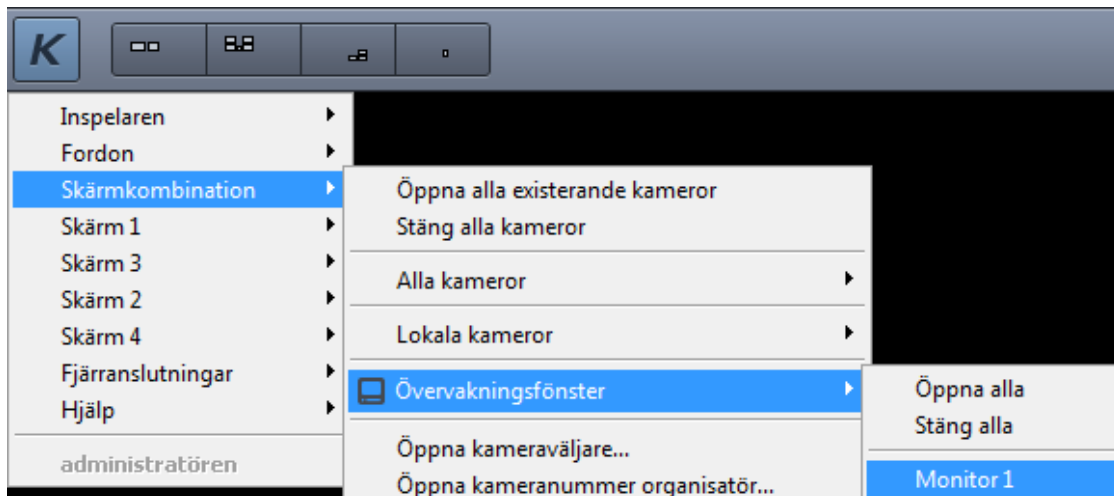 K
Inspelaren
Fordon
Skärmkombination
Skärm 1
Skärm 3
Skärm 2
Skärm 4
Fjärranslutningar
Hjälp
administratören
Öppna alla existerande kameror
Stäng alla kameror
Alla kameror
Lokala kameror
Övervakningsfönster
Öppna kameraväljare...
Öppna kameranummer organisatör...
Öppna alla
Stäng alla
Monitor 1